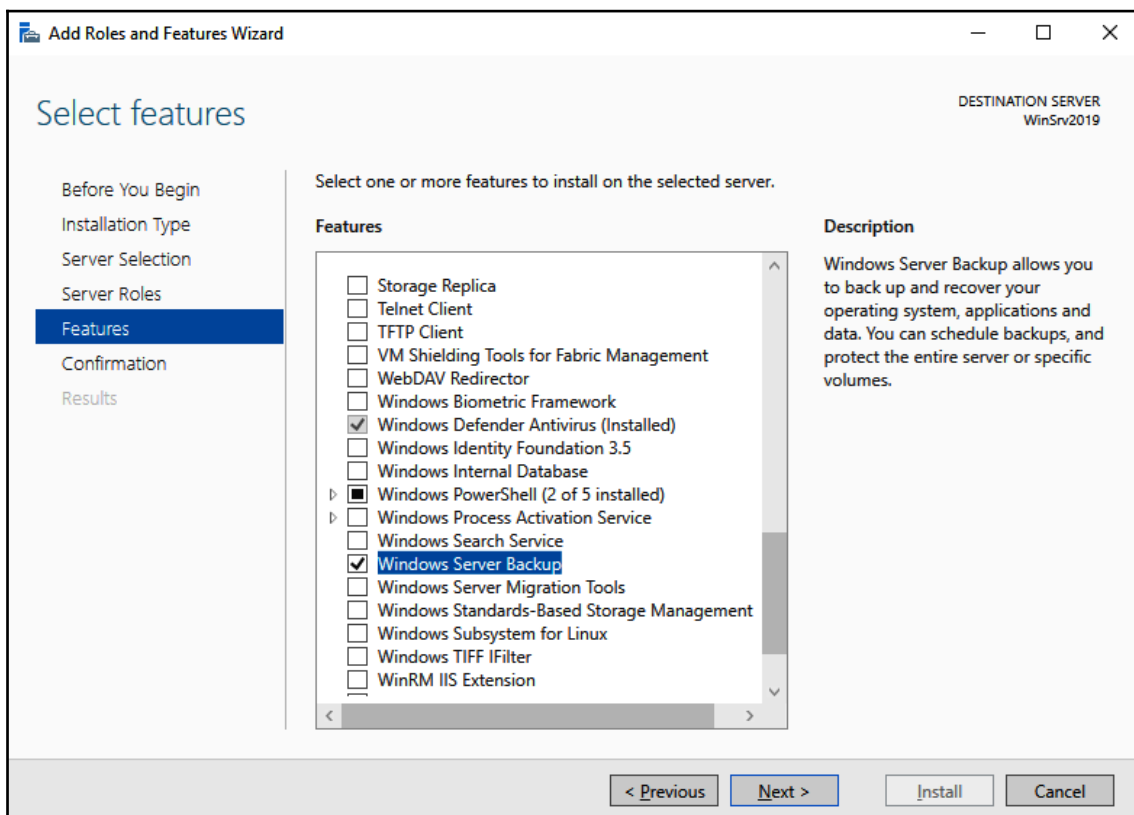 Add Roles and Features Wizard
Select features
DESTINATION SERVER
WinSrv2019
Before You Begin
Installation Type
Server Selection
Server Roles
Features
Confirmation
Results
Select one or more features to install on the selected server.
Features
Storage Replica
Telnet Client
TFTP Client
VM Shielding Tools for Fabric Management
WebDAV Redirector
Windows Biometric Framework
Windows Defender Antivirus (Installed)
Windows Identity Foundation 3.5
Windows Internal Database
Windows PowerShell (2 of 5 installed)
Windows Process Activation Service
Windows Search Service
Windows Server Backup
Windows Server Migration Tools
Windows Standards-Based Storage Management
Windows Subsystem for Linux
Windows TIFF IFilter
WinRM IIS Extension
Description
Windows Server Backup allows you
to back up and recover your
operating system, applications and
data. You can schedule backups, and
protect the entire server or specific
volumes.
< Previous
Next >
Install
Cancel